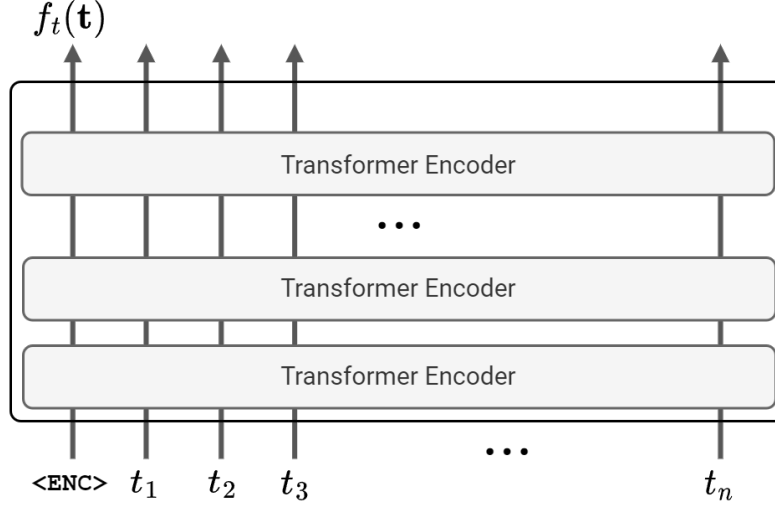 f_t(t)
Transformer Encoder
...
Transformer Encoder
Transformer Encoder
...
<ENC> t_1 t_2 t_3 t_n